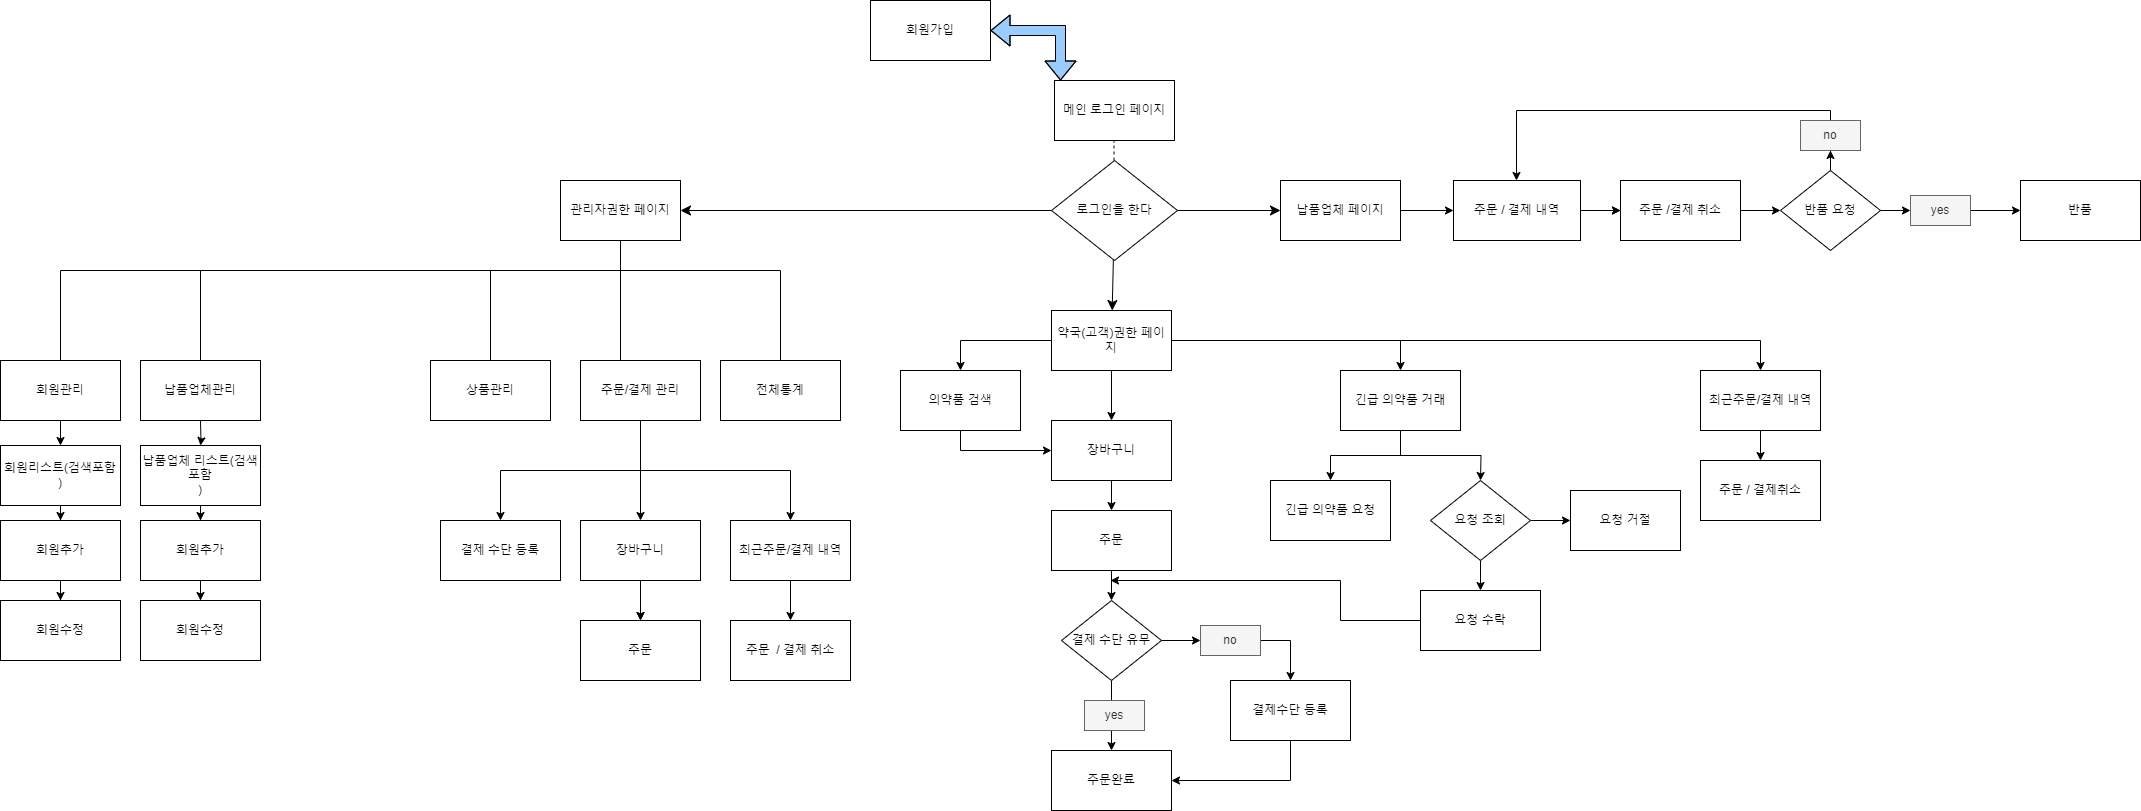 회원가입
메인 로그인 페이지
no
관리자권한 페이지
로그인을 한다
납품업체 페이지
주문 / 결제 내역
주문 /결제 취소
반품 요청
yes
반품
약국(고객)권한 페이
지
회원관리
납품업체관리
상품관리
주문/결제 관리
전체통계
의약품 검색
긴급 의약품 거래
최근주문/결제 내역
회원리스트(검색포함
)
납품업체 리스트(검색
포함
)
장바구니
주문 / 결제취소
긴급 의약품 요청
요청 조회
요청 거절
회원추가
회원추가
결제 수단 등록
장바구니
최근주문/결제 내역
주문
회원수정
회원수정
주문
주문  / 결제 취소
결제 수단 유무
no
요청 수락
yes
결제수단 등록
주문완료